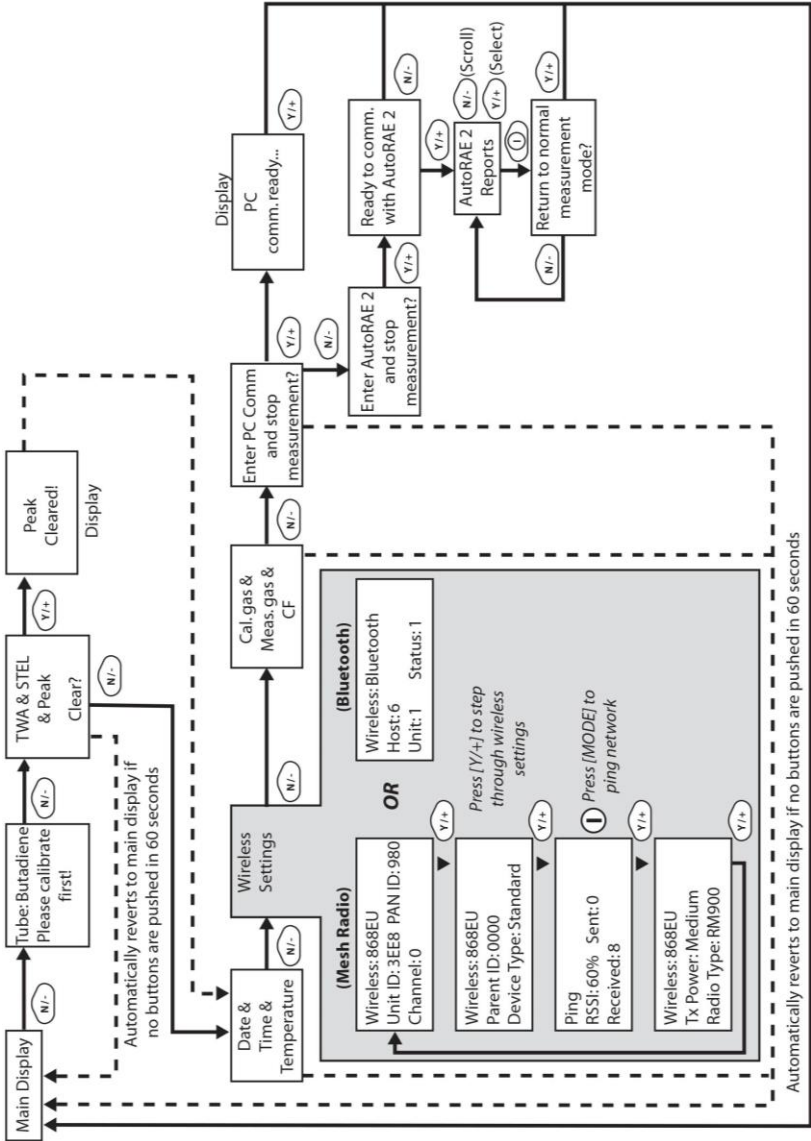 Main Display
N/-
Tube: Butadiene
Please calibrate
first!
N/-
TWA & STEL
& Peak
Clear?
Y/+
Peak
Cleared!
Display
N/-
Automatically reverts to main display if
no buttons are pushed in 60 seconds
Date &
Time &
Temperature
N/-
Wireless
Settings
N/-
Cal. gas &
Meas. gas &
CF
N/-
Enter PC Comm
and stop
measurement?
Y/+
Display
PC
comm. ready...
Y/+
N/-
Enter AutoRAE 2
and stop
measurement?
Y/+
Ready to comm.
with AutoRAE 2
N/-
Y/+
AutoRAE 2
Reports
N/- (Scroll)
Y/+ (Select)
Return to normal
measurement
mode?
N/-
Y/+
(Mesh Radio)
Wireless: 868EU
Unit ID: 3EE8 PAN ID: 980
Channel: 0
Y/+
Wireless: 868EU
Parent ID: 0000
Device Type: Standard
Y/+
Ping
RSSI: 60% Sent: 0
Received: 8
Y/+
Wireless: 868EU
Tx Power: Medium
Radio Type: RM900
Y/+
OR
(Bluetooth)
Wireless: Bluetooth
Host: 6
Unit: 1 Status: 1
Press [Y/+] to step
through wireless
settings
Press [MODE] to
ping network
Automatically reverts to main display if no buttons are pushed in 60 seconds